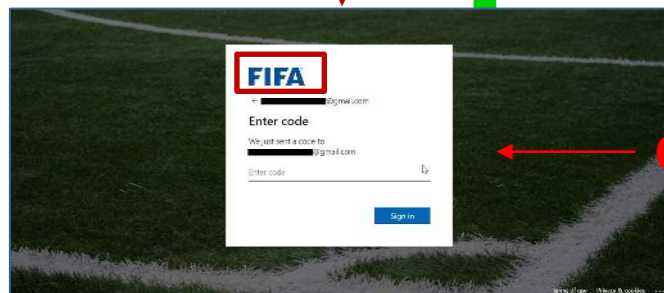 FIFA
@gmail.com
Enter code
We just sent a code to
@gmail.com
Enter code
Sign in
Terms of use Privacy & cookies ...